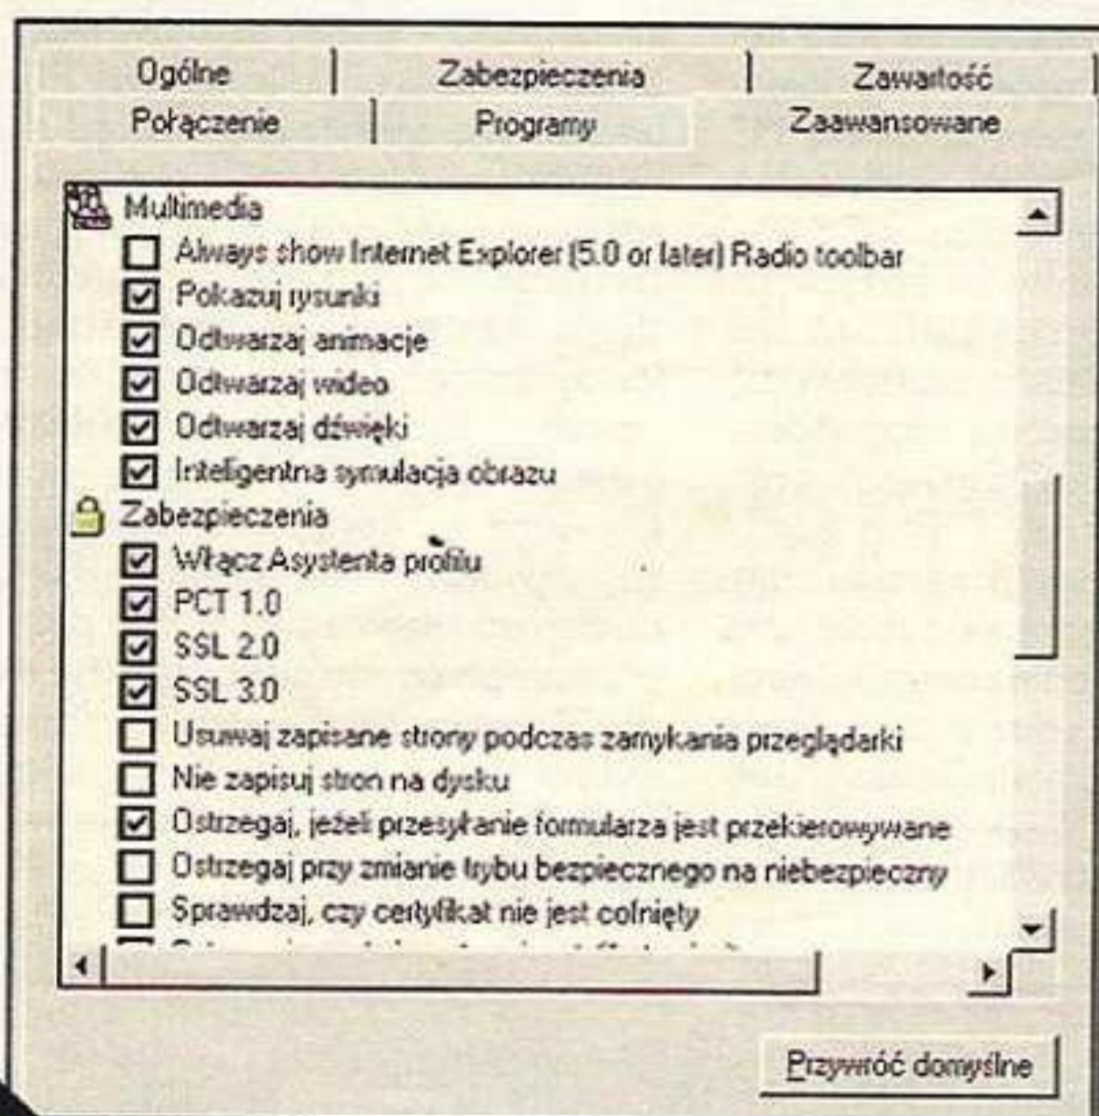 Ogólne Zabezpieczenia Zawartość
Połączenie Programy Zaawansowane
Multimedia
Always show Internet Explorer (5.0 or later) Radio toolbar
Pokazuj rysunki
Odtwarzaj animacje
Odtwarzaj wideo
Odtwarzaj dźwięki
Inteligentna symulacja obrazu
Zabezpieczenia
Włącz Asystenta profilu
PCT 1.0
SSL 2.0
SSL 3.0
Usuwaj zapisane strony podczas zamykania przeglądarki
Nie zapisuj stron na dysku
Ostrzegaj, jeżeli przesyłanie formularza jest przekierowywane
Ostrzegaj przy zmianie trybu bezpiecznego na niebezpieczny
Sprawdzaj, czy certyfikat nie jest cofnięty
Przywróć domyślne